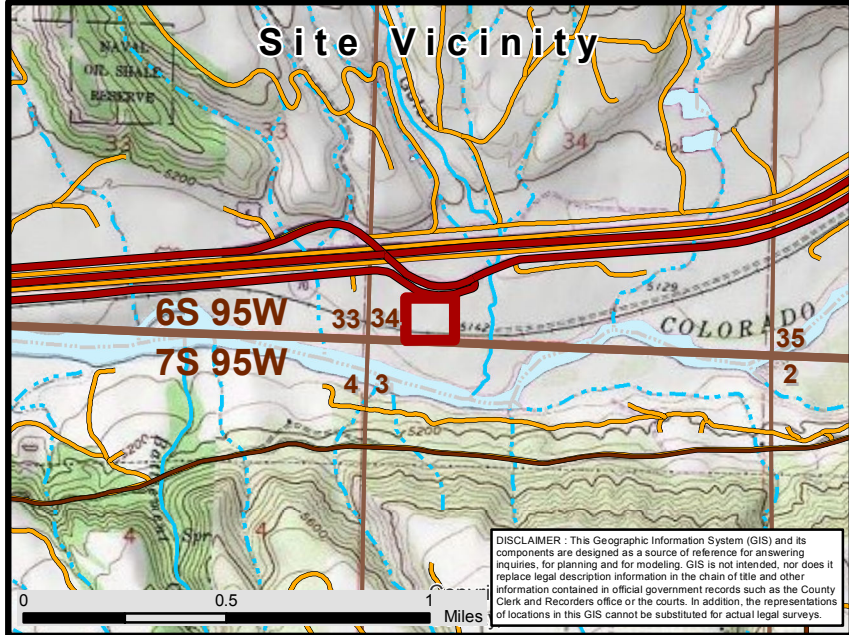 Site Vicinity
NAVAL
OIL SHALE
RESERVE
33
33
34
5200
5200
5129
6S 95W
33 34
5142
COLORADO
35
7S 95W
4 3
2
5200
5200
4
4
Spr
5600
DISCLAIMER : This Geographic Information System (GIS) and its
components are designed as a source of reference for answering
inquiries, for planning and for modeling. GIS is not intended, nor does it
replace legal description information in the chain of title and other
information contained in official government records such as the County
Clerk and Recorders office or the courts. In addition, the representations
of locations in this GIS cannot be substituted for actual legal surveys.
0 0.5 1
Miles